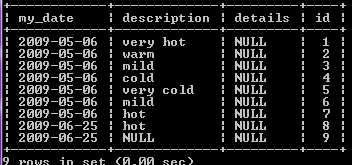 my_date | description | details | id
2009-05-06 | very hot | NULL | 1
2009-05-06 | warm | NULL | 2
2009-05-06 | mild | NULL | 3
2009-05-06 | cold | NULL | 4
2009-05-06 | very cold | NULL | 5
2009-05-06 | mild | NULL | 6
2009-05-06 | hot | NULL | 7
2009-06-25 | hot | NULL | 8
2009-06-25 | NULL | NULL | 9
9 rows in set (0.00 sec)